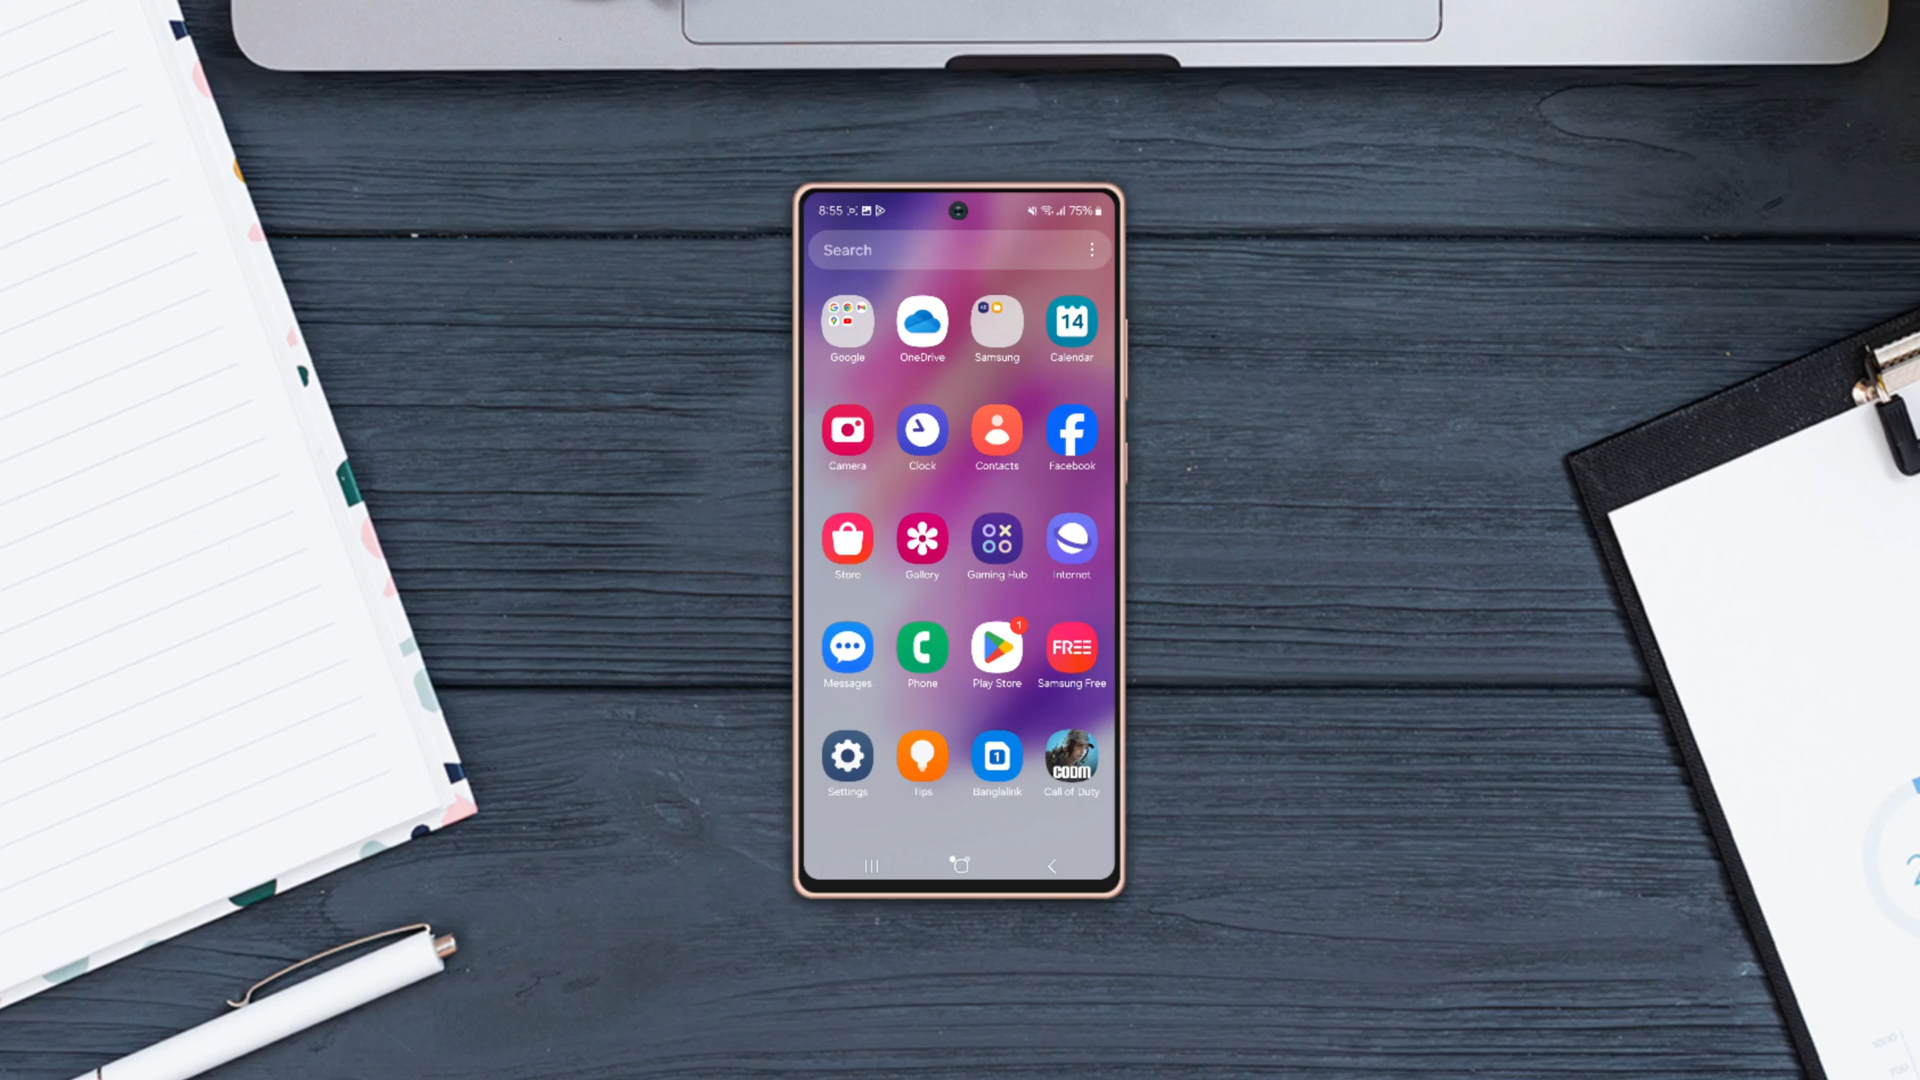 8:55
75%
Search
14
Google OneDrive Samsung Calendar
Camera Clock Contacts Facebook
Store Gallery Gaming Hub Internet
1
FREE
Messages Phone Play Store Samsung Free
1
CODM
Settings Tips Banglalink Call of Duty